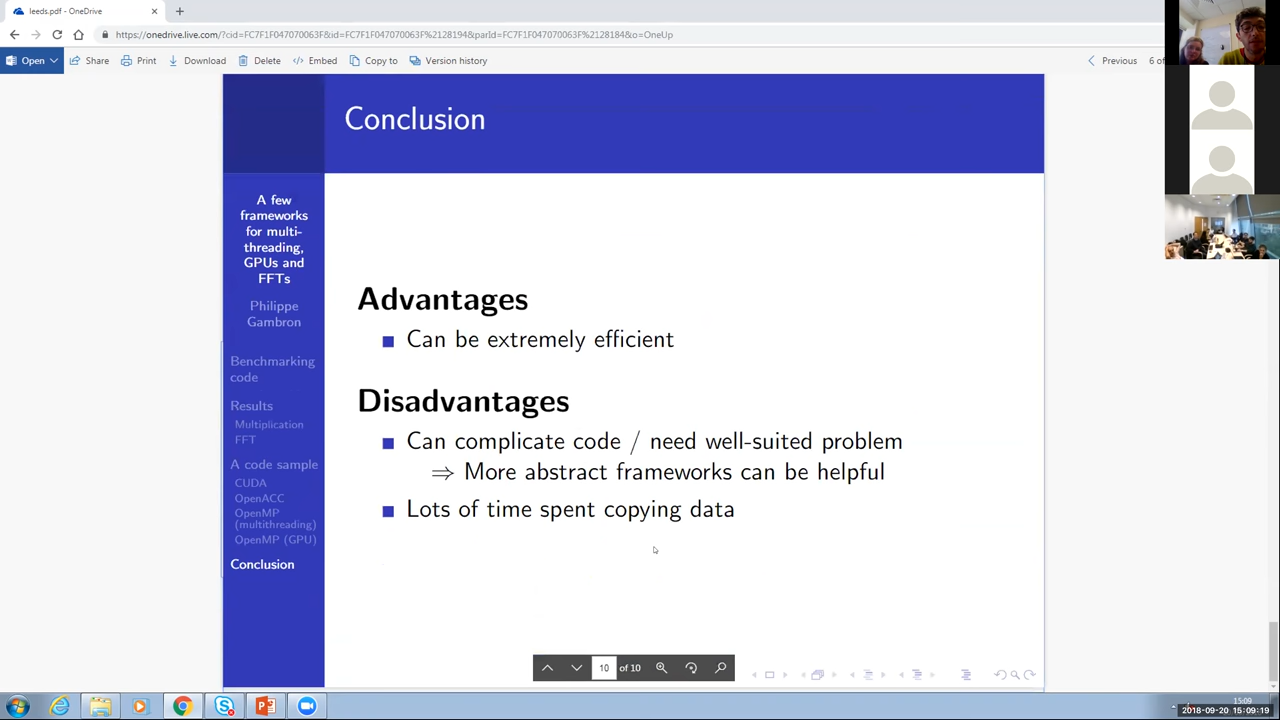 leeds.pdf - OneDrive
https://onedrive.live.com/?cid=FC7F1F047070063F&id=FC7F1F047070063F%2128194&parId=FC7F1F047070063F%2128184&o=OneUp
Open Share Print Download Delete Embed Copy to Version history Previous 6 of
Conclusion
A few
frameworks
for multi-
threading,
GPUs and
FFTs
Philippe
Gambron
Benchmarking
code
Results
Multiplication
FFT
A code sample
CUDA
OpenACC
OpenMP
(multithreading)
OpenMP (GPU)
Conclusion
Advantages
Can be extremely efficient
Disadvantages
Can complicate code / need well-suited problem
⇒ More abstract frameworks can be helpful
Lots of time spent copying data
10 of 10
15:09
2018-09-20 15:09:19